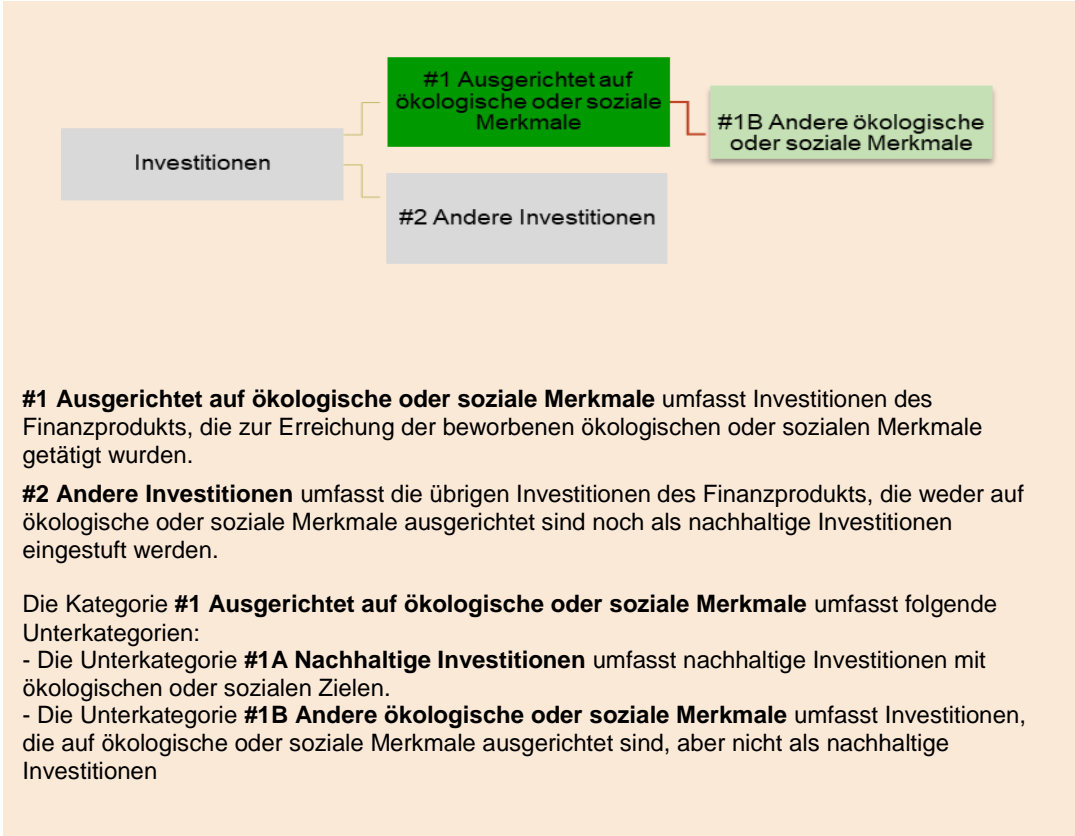 #1 Ausgerichtet auf
ökologische oder soziale
Merkmale
#1B Andere ökologische
oder soziale Merkmale
Investitionen
#2 Andere Investitionen
#1 Ausgerichtet auf ökologische oder soziale Merkmale umfasst Investitionen des
Finanzprodukts, die zur Erreichung der beworbenen ökologischen oder sozialen Merkmale
getätigt wurden.
#2 Andere Investitionen umfasst die übrigen Investitionen des Finanzprodukts, die weder auf
ökologische oder soziale Merkmale ausgerichtet sind noch als nachhaltige Investitionen
eingestuft werden.
Die Kategorie #1 Ausgerichtet auf ökologische oder soziale Merkmale umfasst folgende
Unterkategorien:
- Die Unterkategorie #1A Nachhaltige Investitionen umfasst nachhaltige Investitionen mit
ökologischen oder sozialen Zielen.
- Die Unterkategorie #1B Andere ökologische oder soziale Merkmale umfasst Investitionen,
die auf ökologische oder soziale Merkmale ausgerichtet sind, aber nicht als nachhaltige
Investitionen